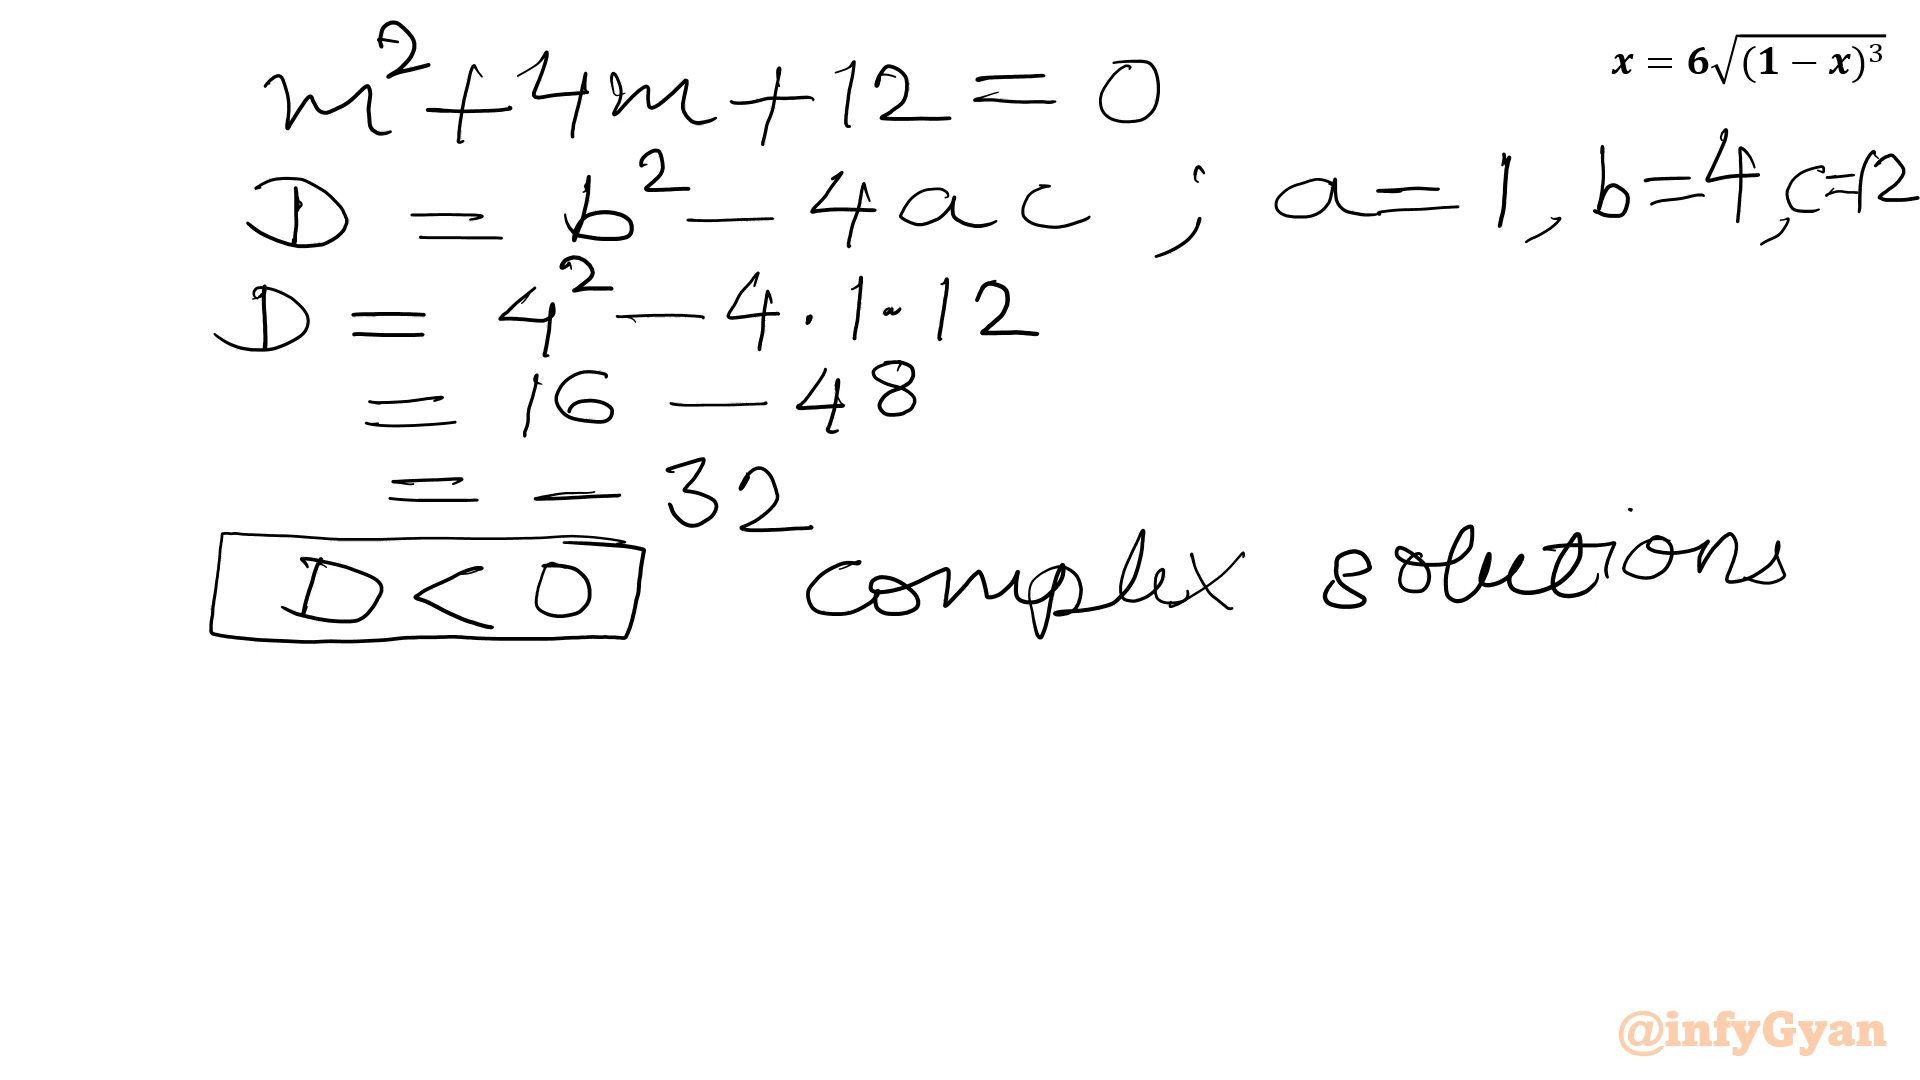 m² + 4m + 12 = 0
x = 6√(1 − x)³
D = b² − 4ac ; a = 1, b = 4, c = 12
D = 4² − 4 . 1 . 12
= 16 − 48
= − 32
D < 0 complex solutions
@infyGyan